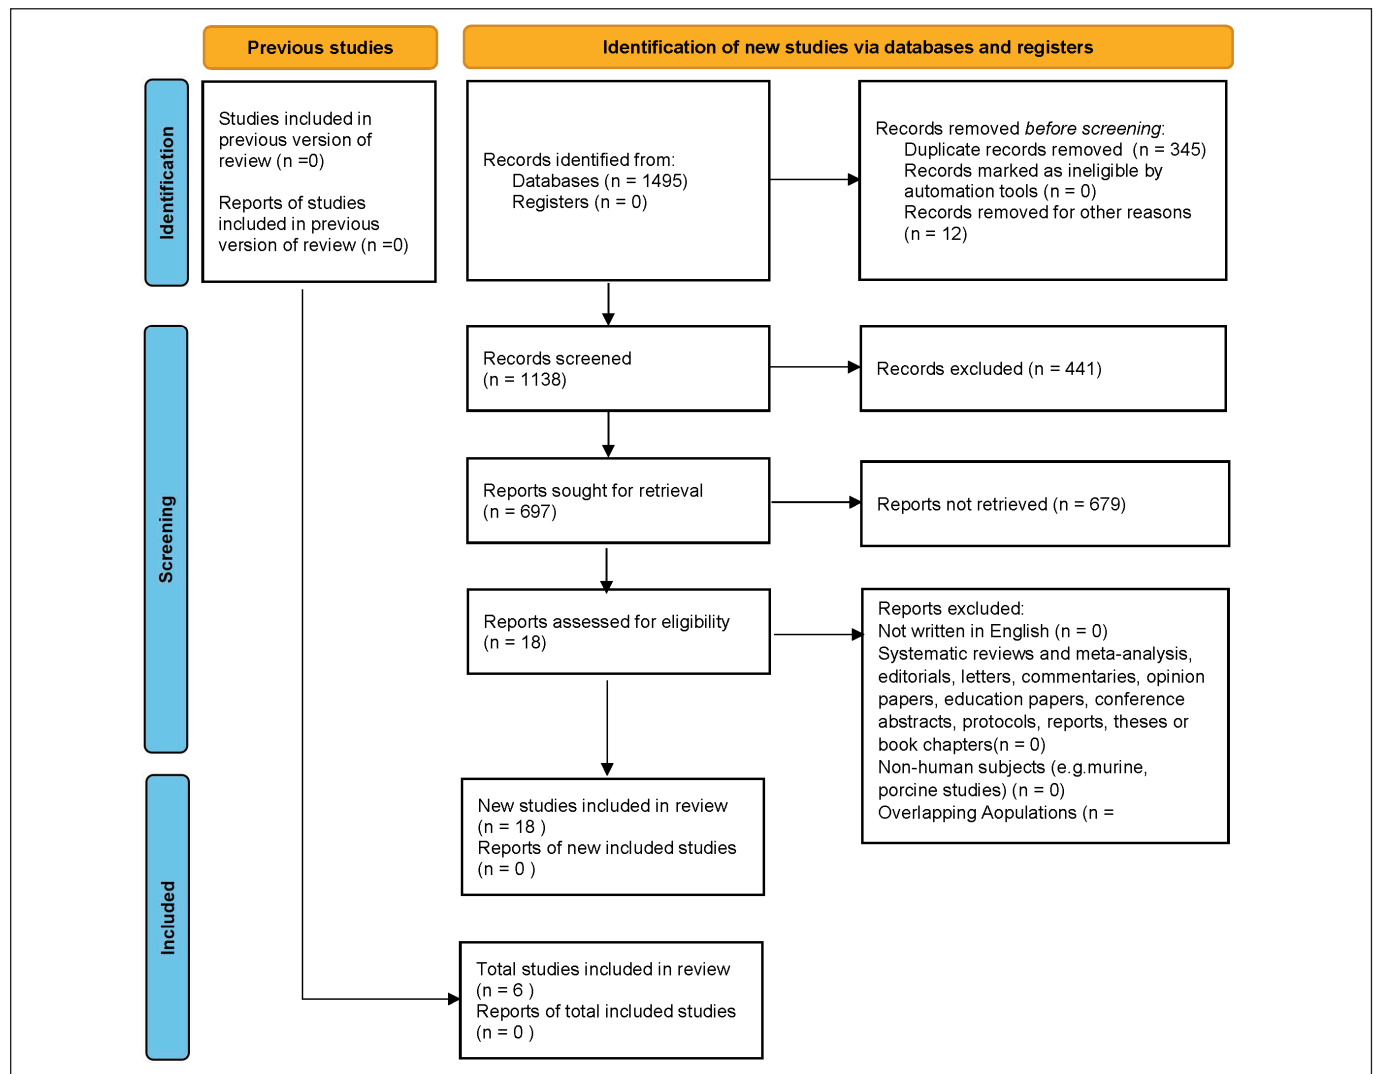 Previous studies
Identification of new studies via databases and registers
Identification
Studies included in
previous version of
review (n =0)
Reports of studies
included in previous
version of review (n =0)
Records identified from:
Databases (n = 1495)
Registers (n = 0)
Records removed before screening:
Duplicate records removed (n = 345)
Records marked as ineligible by
automation tools (n = 0)
Records removed for other reasons
(n = 12)
Screening
Records screened
(n = 1138)
Records excluded (n = 441)
Reports sought for retrieval
(n = 697)
Reports not retrieved (n = 679)
Reports assessed for eligibility
(n = 18)
Reports excluded:
Not written in English (n = 0)
Systematic reviews and meta-analysis,
editorials, letters, commentaries, opinion
papers, education papers, conference
abstracts, protocols, reports, theses or
book chapters(n = 0)
Non-human subjects (e.g.murine,
porcine studies) (n = 0)
Overlapping Aopulations (n =
Included
New studies included in review
(n = 18 )
Reports of new included studies
(n = 0 )
Total studies included in review
(n = 6 )
Reports of total included studies
(n = 0 )